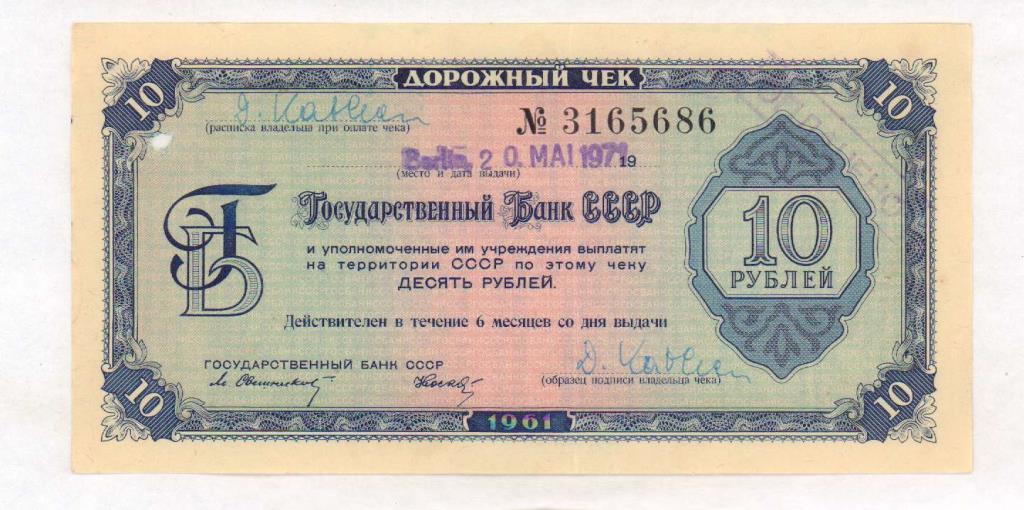 ДОРОЖНЫЙ ЧЕК
10 10
(расписка владельца при оплате чека)
№ 3165686
Berlin, 20. MAI 1971 19
(место и дата выдачи)
ГБ
Государственный Банк СССР
и уполномоченные им учреждения выплатят
на территории СССР по этому чеку
ДЕСЯТЬ РУБЛЕЙ.
10
РУБЛЕЙ
Действителен в течение 6 месяцев со дня выдачи
ГОСУДАРСТВЕННЫЙ БАНК СССР
(образец подписи владельца чека)
10 10
1961